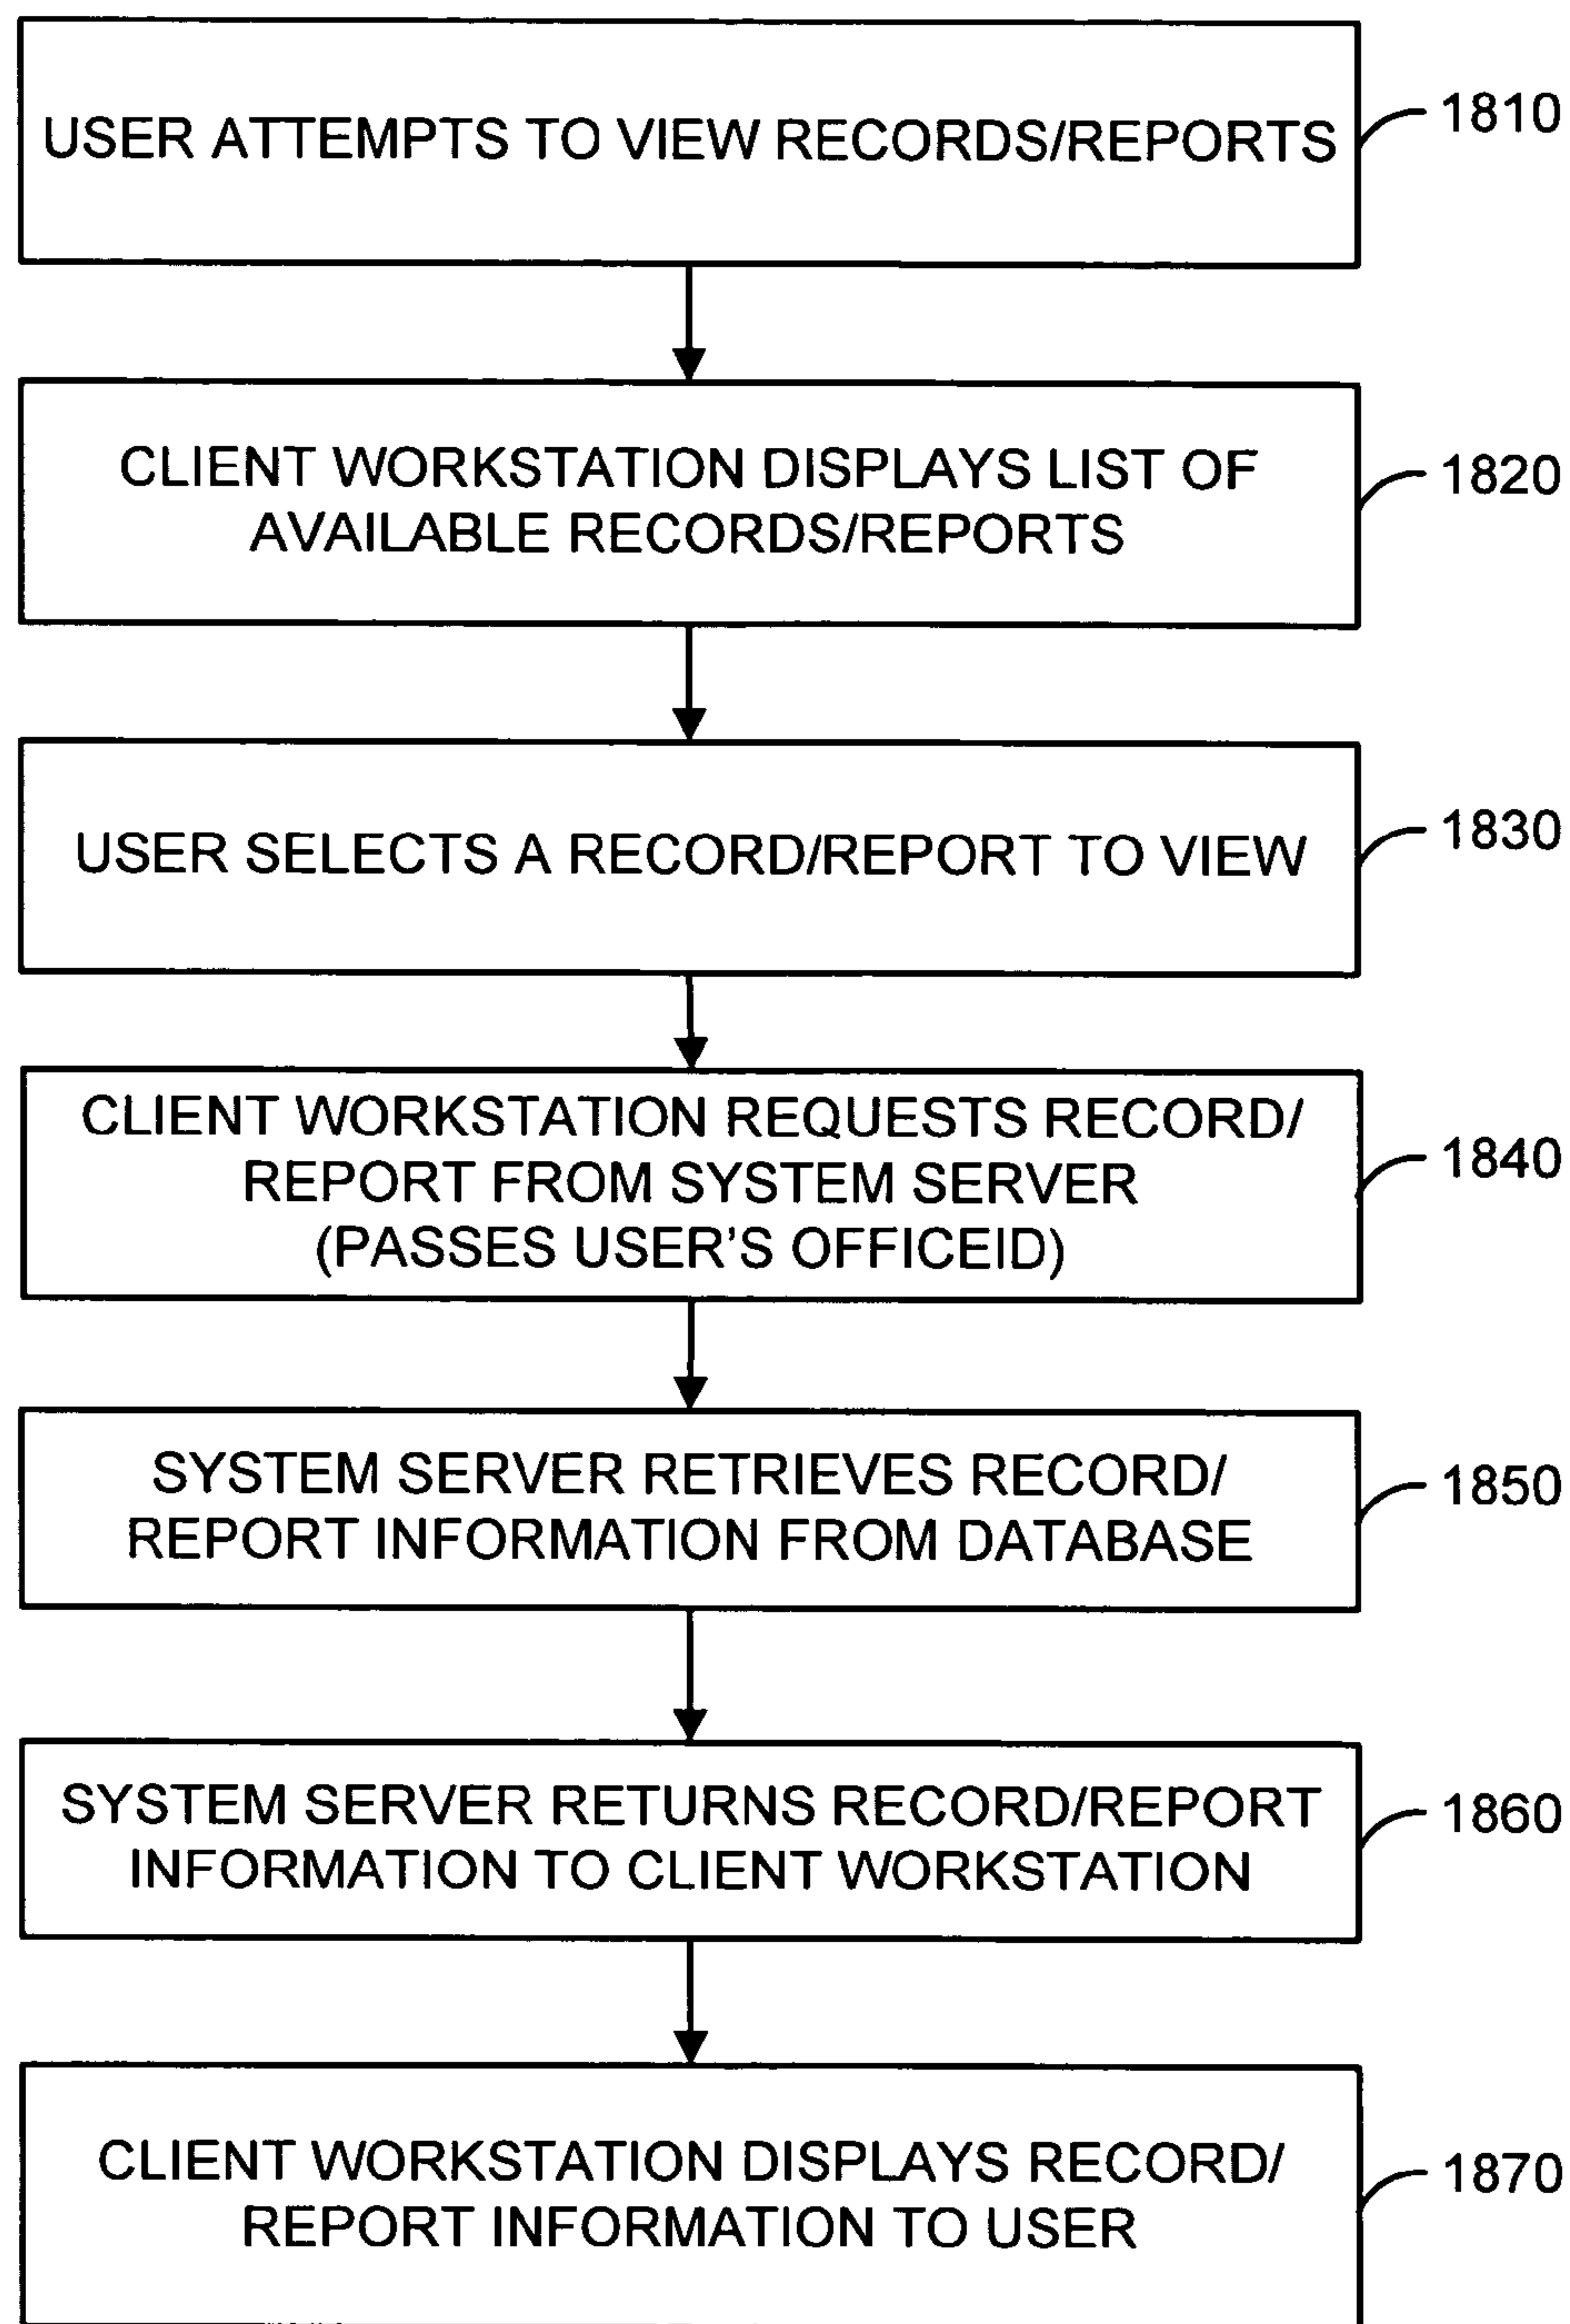 USER ATTEMPTS TO VIEW RECORDS/REPORTS
1810
CLIENT WORKSTATION DISPLAYS LIST OF
AVAILABLE RECORDS/REPORTS
1820
USER SELECTS A RECORD/REPORT TO VIEW
1830
CLIENT WORKSTATION REQUESTS RECORD/
REPORT FROM SYSTEM SERVER
(PASSES USER'S OFFICEID)
1840
SYSTEM SERVER RETRIEVES RECORD/
REPORT INFORMATION FROM DATABASE
1850
SYSTEM SERVER RETURNS RECORD/REPORT
INFORMATION TO CLIENT WORKSTATION
1860
CLIENT WORKSTATION DISPLAYS RECORD/
REPORT INFORMATION TO USER
1870